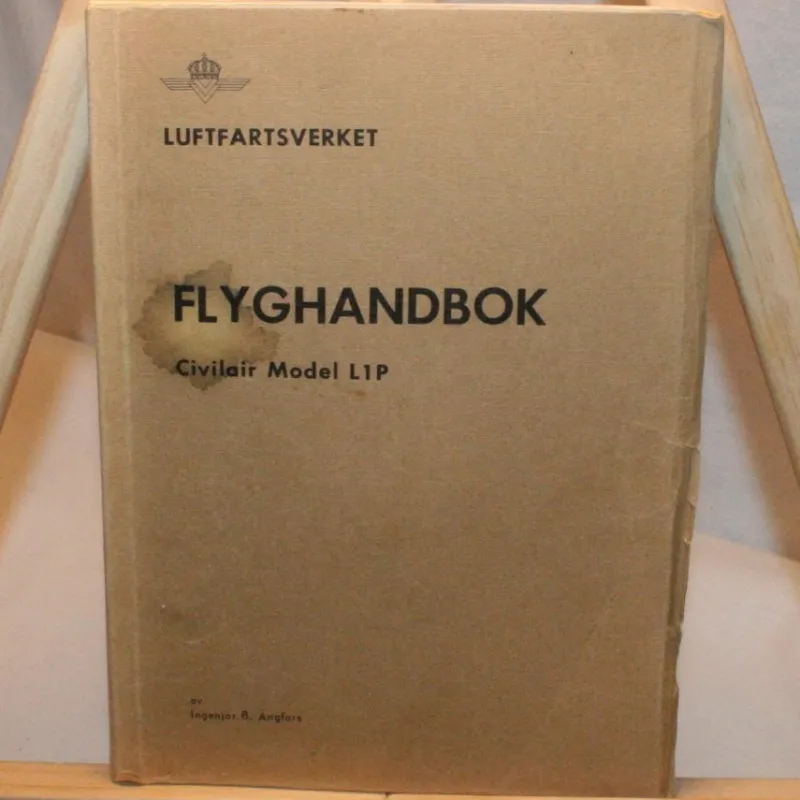 LUFTFARTSVERKET
FLYGHANDBOK
Civilair Model L1P
av
Ingenjör B. Angfors